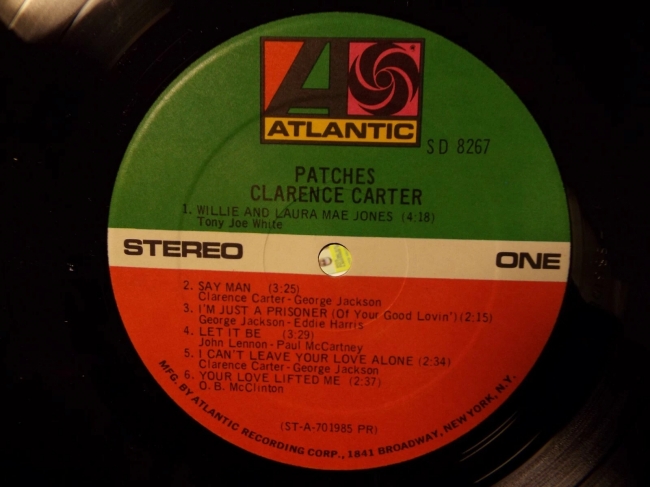 ATLANTIC
SD 8267
PATCHES
CLARENCE CARTER
1. WILLIE AND LAURA MAE JONES (4:18)
Tony Joe White
STEREO ONE
2. SAY MAN (3:25)
Clarence Carter - George Jackson
3. I'M JUST A PRISONER (Of Your Good Lovin') (2:15)
George Jackson - Eddie Harris
4. LET IT BE (3:29)
John Lennon - Paul McCartney
5. I CAN'T LEAVE YOUR LOVE ALONE (2:34)
Clarence Carter - George Jackson
6. YOUR LOVE LIFTED ME (2:37)
O. B. McClinton
(ST-A-701985 PR)
MFG. BY ATLANTIC RECORDING CORP., 1841 BROADWAY, NEW YORK, N.Y.